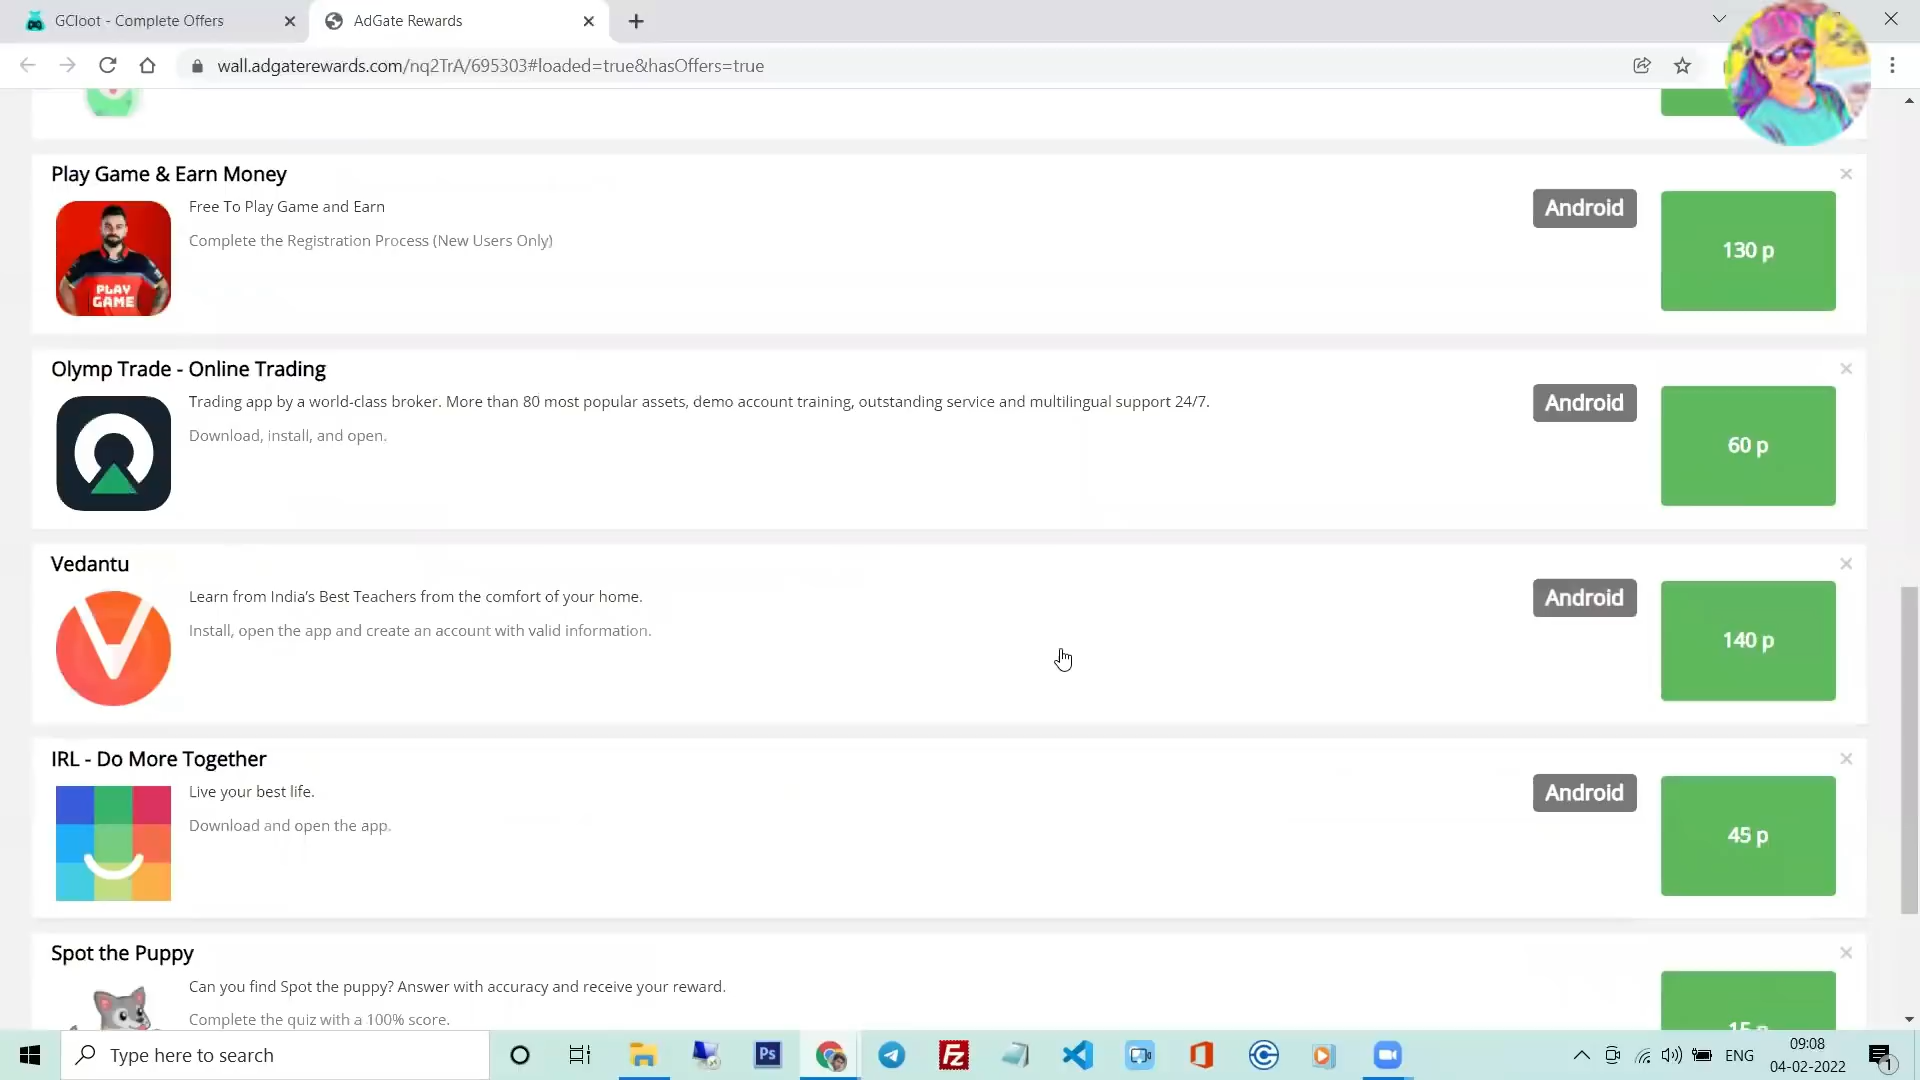 GCloot - Complete Offers
AdGate Rewards
wall.adgaterewards.com/nq2TrA/695303#loaded=true&hasOffers=true
Play Game & Earn Money
Free To Play Game and Earn
Complete the Registration Process (New Users Only)
PLAY
GAME
Android
130 p
Olymp Trade - Online Trading
Trading app by a world-class broker. More than 80 most popular assets, demo account training, outstanding service and multilingual support 24/7.
Download, install, and open.
Android
60 p
Vedantu
Learn from India's Best Teachers from the comfort of your home.
Install, open the app and create an account with valid information.
Android
140 p
IRL - Do More Together
Live your best life.
Download and open the app.
Android
45 p
Spot the Puppy
Can you find Spot the puppy? Answer with accuracy and receive your reward.
Complete the quiz with a 100% score.
15 p
Type here to search
Ps
Fz
ENG
09:08
04-02-2022
1